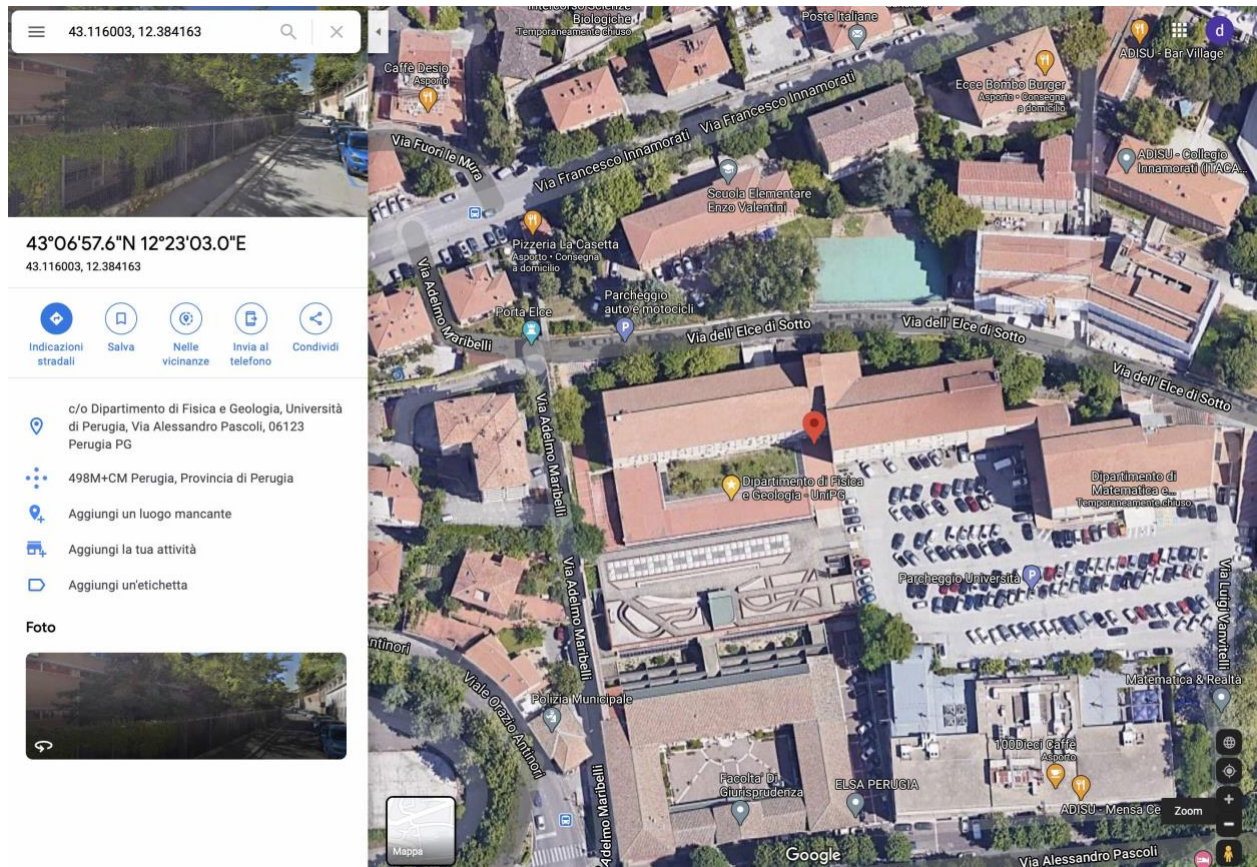 43.116003, 12.384163
43°06'57.6"N 12°23'03.0"E
43.116003, 12.384163
Indicazioni
stradali
Salva
Nelle
vicinanze
Invia al
telefono
Condividi
c/o Dipartimento di Fisica e Geologia, Università
di Perugia, Via Alessandro Pascoli, 06123
Perugia PG
498M+CM Perugia, Provincia di Perugia
Aggiungi un luogo mancante
Aggiungi la tua attività
Aggiungi un'etichetta
Foto
Biologiche
Temporaneamente chiuso
Poste Italiane
d
ADISU - Bar Village
Caffè Desio
Asporto
Ecce Bombo Burger
Asporto • Consegna
a domicilio
Via Fuori le Mura
Via Francesco Innamorati
Via Francesco Innamorati
ADISU - Collegio
Innamorati (ITACA...
Scuola Elementare
Enzo Valentini
Pizzeria La Casetta
Asporto • Consegna
a domicilio
Via Adelmo Maribelli
Parcheggio
auto e motocicli
P
Porta Elce
Via dell' Elce di Sotto
Via dell' Elce di Sotto
Via dell' Elce di Sotto
Via Adelmo Maribelli
Dipartimento di Fisica
e Geologia - UniPG
Dipartimento di
Matematica e...
Temporaneamente chiuso
Via Adelmo Maribelli
Parcheggio Università
P
Via Luigi Vanvitelli
Antinori
Viale Orazio Antinori
Polizia Municipale
Matematica & Realtà
100Dieci Caffè
Asporto
Facolta' Di
Giurisprudenza
ELSA PERUGIA
ADISU - Mensa Ce
Zoom
Adelmo Maribelli
Mappa
Google
Via Alessandro Pascoli